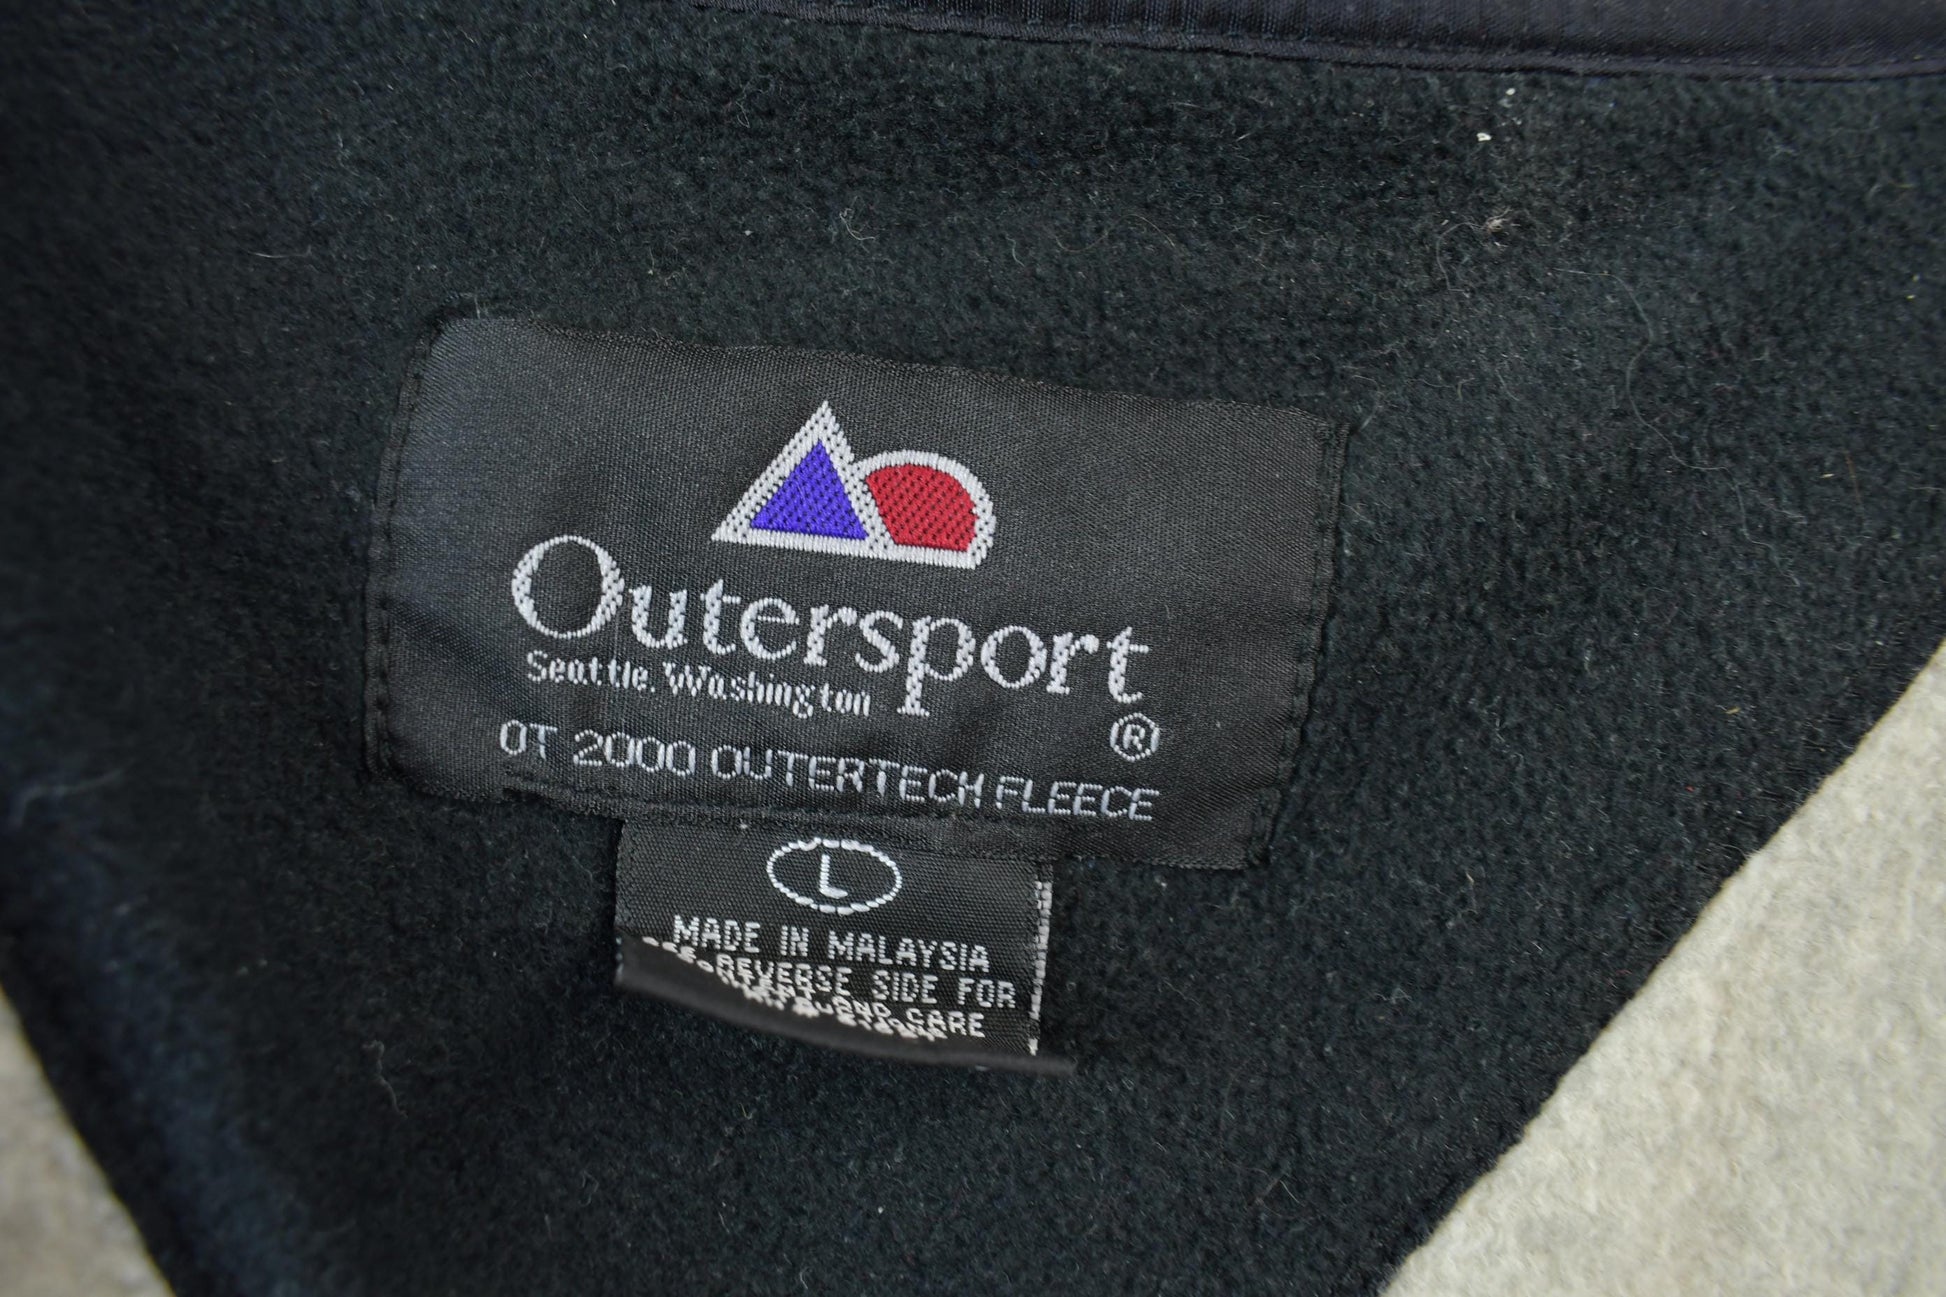 Outersport
Seattle, Washington
®
OT 2000 OUTERTECH FLEECE
L
MADE IN MALAYSIA
REVERSE SIDE FOR
CARE